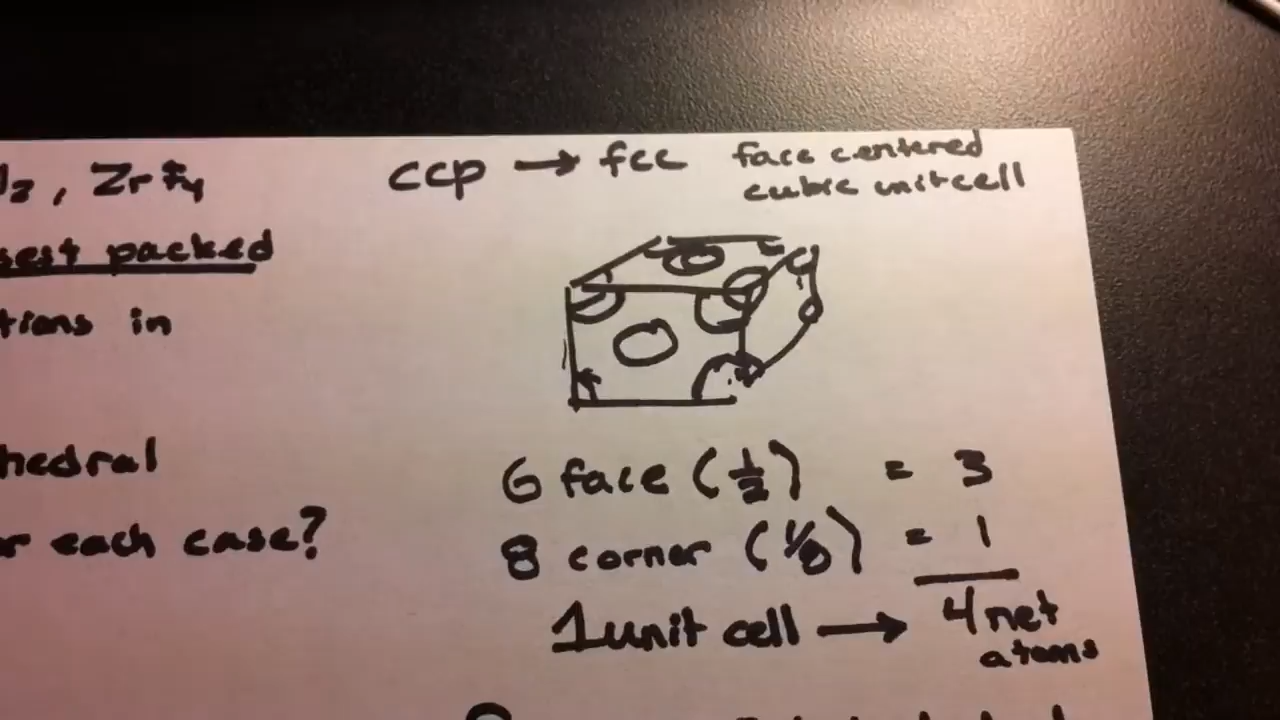 , ZrF4
ccp → fcc face centered
cubic unit cell
packed
in
6 face (1/2) = 3
8 corner (1/8) = 1
each case?
1 unit cell → 4 net
atoms